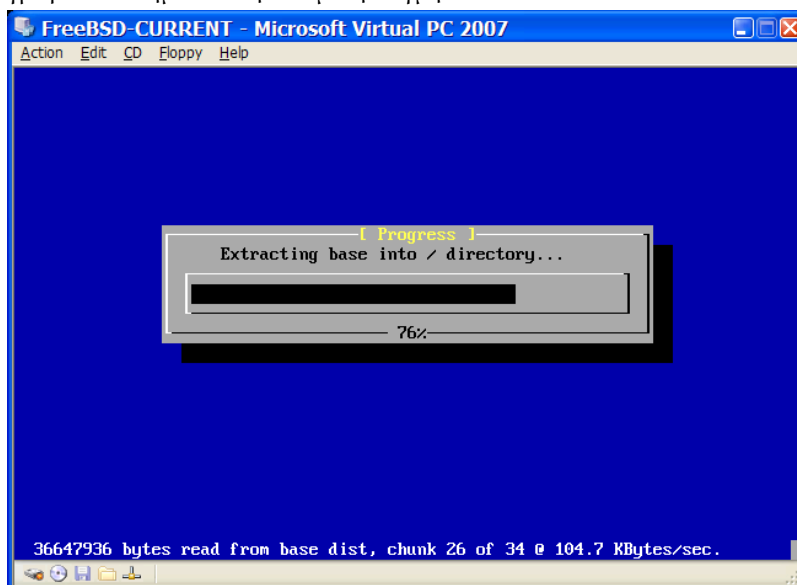 FreeBSD-CURRENT - Microsoft Virtual PC 2007
Action Edit CD Floppy Help
[ Progress ]
Extracting base into / directory...
76%
36647936 bytes read from base dist, chunk 26 of 34 @ 104.7 KBytes/sec.